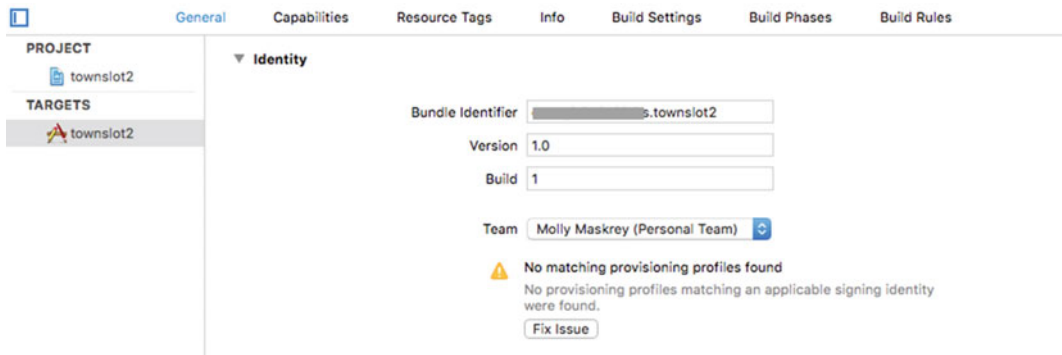 General Capabilities Resource Tags Info Build Settings Build Phases Build Rules
PROJECT
townslot2
TARGETS
townslot2
Identity
Bundle Identifier s.townslot2
Version 1.0
Build 1
Team Molly Maskrey (Personal Team)
No matching provisioning profiles found
No provisioning profiles matching an applicable signing identity
were found.
Fix Issue